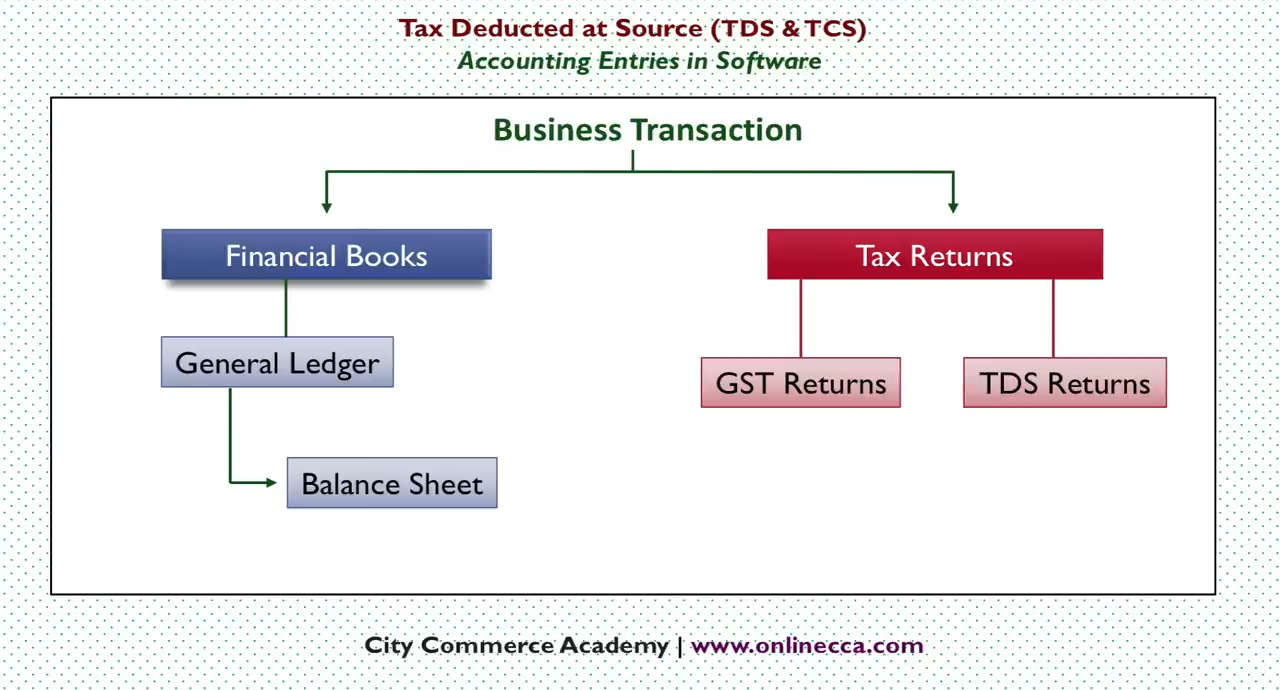 Tax Deducted at Source (TDS & TCS)
Accounting Entries in Software
Business Transaction
Financial Books
Tax Returns
General Ledger
GST Returns
TDS Returns
Balance Sheet
City Commerce Academy | www.onlinecca.com